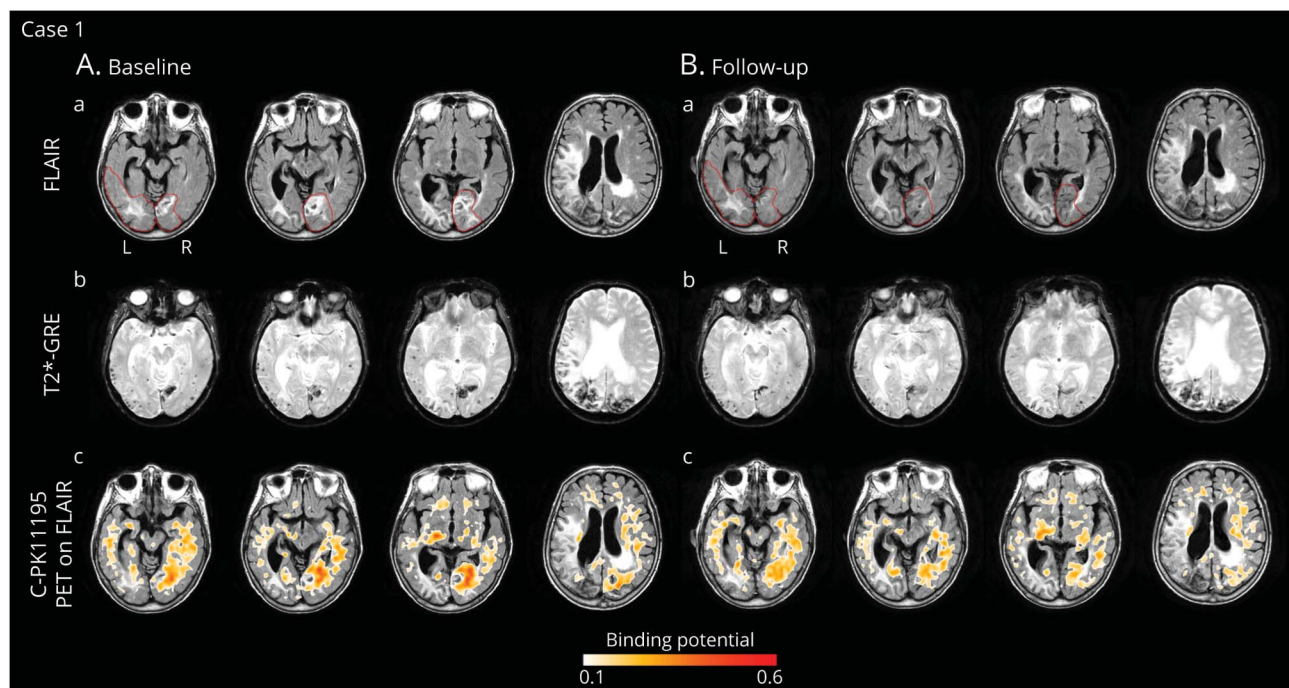 Case 1
A. Baseline
B. Follow-up
a
a
FLAIR
L R
L R
b
b
T2*-GRE
c
c
C-PK11195
PET on FLAIR
Binding potential
0.1 0.6